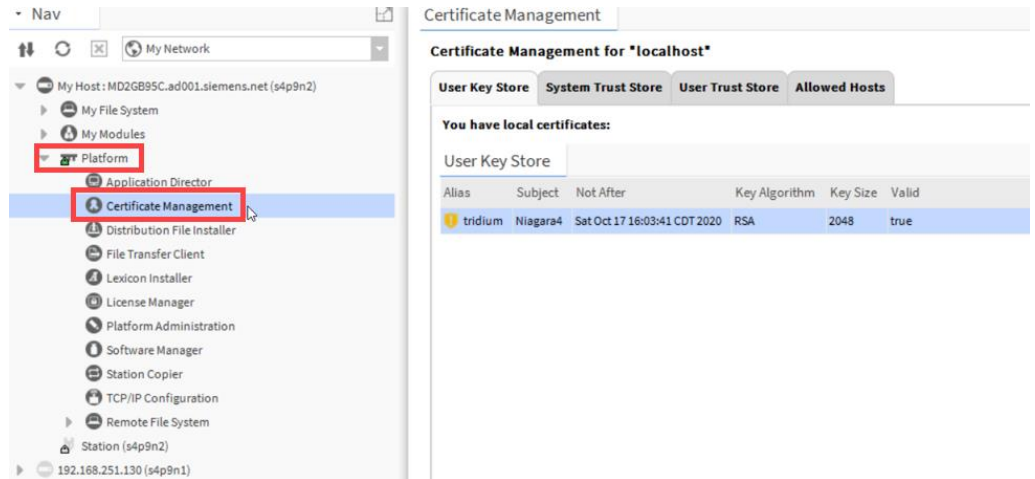 Nav
My Network
My Host : MD2GB95C.ad001.siemens.net (s4p9n2)
My File System
My Modules
Platform
Application Director
Certificate Management
Distribution File Installer
File Transfer Client
Lexicon Installer
License Manager
Platform Administration
Software Manager
Station Copier
TCP/IP Configuration
Remote File System
Station (s4p9n2)
192.168.251.130 (s4p9n1)
Certificate Management
Certificate Management for "localhost"
User Key Store System Trust Store User Trust Store Allowed Hosts
You have local certificates:
User Key Store
Alias Subject Not After Key Algorithm Key Size Valid
tridium Niagara4 Sat Oct 17 16:03:41 CDT 2020 RSA 2048 true